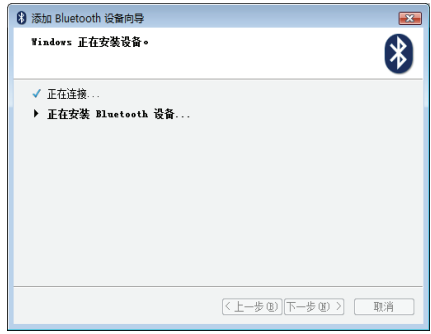 添加 Bluetooth 设备向导
Windows 正在安装设备。
正在连接...
正在安装 Bluetooth 设备...
< 上一步(B) 下一步(N) > 取消